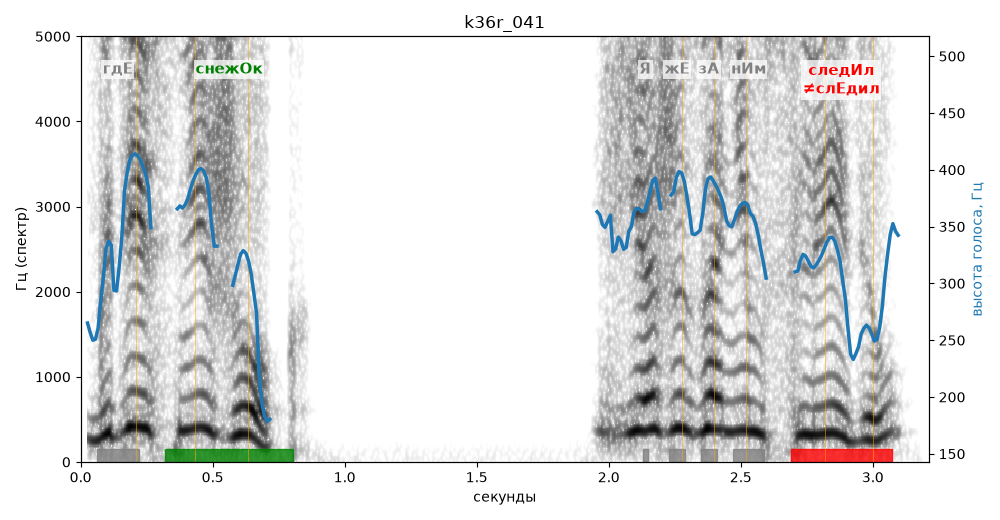 k36r_041
гдЕ
снежОк
Я
жЕ
зА
нИм
следИл
≠слЕдил
Гц (спектр)
высота голоса, Гц
5000
4000
3000
2000
1000
0
500
450
400
350
300
250
200
150
0.0
0.5
1.0
1.5
2.0
2.5
3.0
секунды